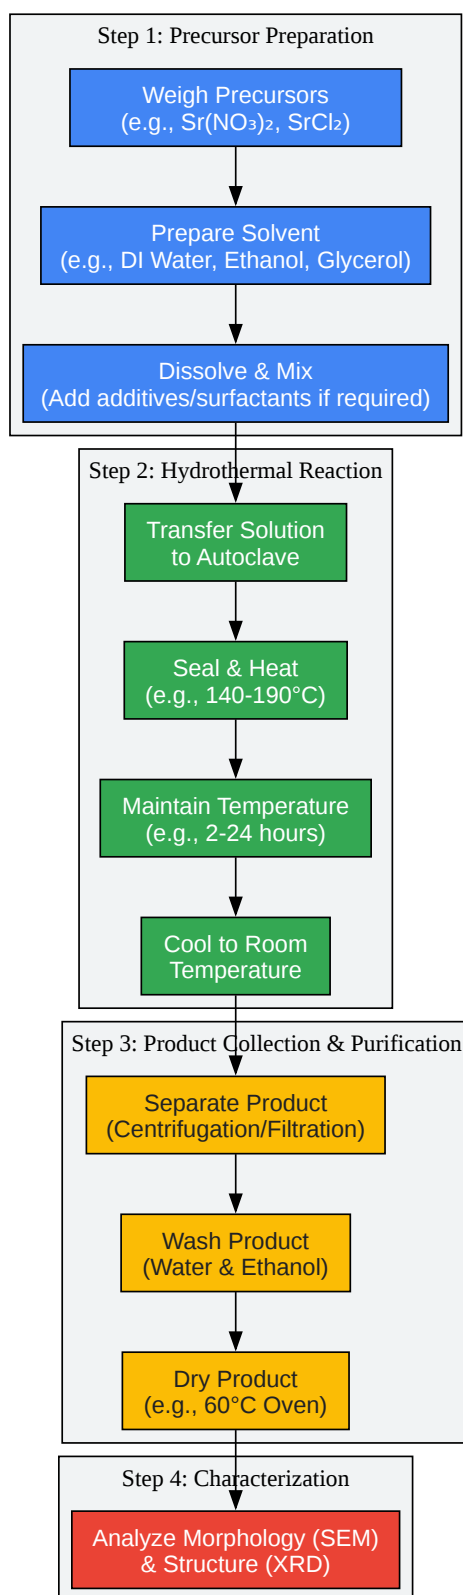 Step 1: Precursor Preparation
Weigh Precursors
(e.g., Sr(NO₃)₂, SrCl₂)
Prepare Solvent
(e.g., DI Water, Ethanol, Glycerol)
Dissolve & Mix
(Add additives/surfactants if required)
Step 2: Hydrothermal Reaction
Transfer Solution
to Autoclave
Seal & Heat
(e.g., 140-190°C)
Maintain Temperature
(e.g., 2-24 hours)
Cool to Room
Temperature
Step 3: Product Collection & Purification
Separate Product
(Centrifugation/Filtration)
Wash Product
(Water & Ethanol)
Dry Product
(e.g., 60°C Oven)
Step 4: Characterization
Analyze Morphology (SEM)
& Structure (XRD)